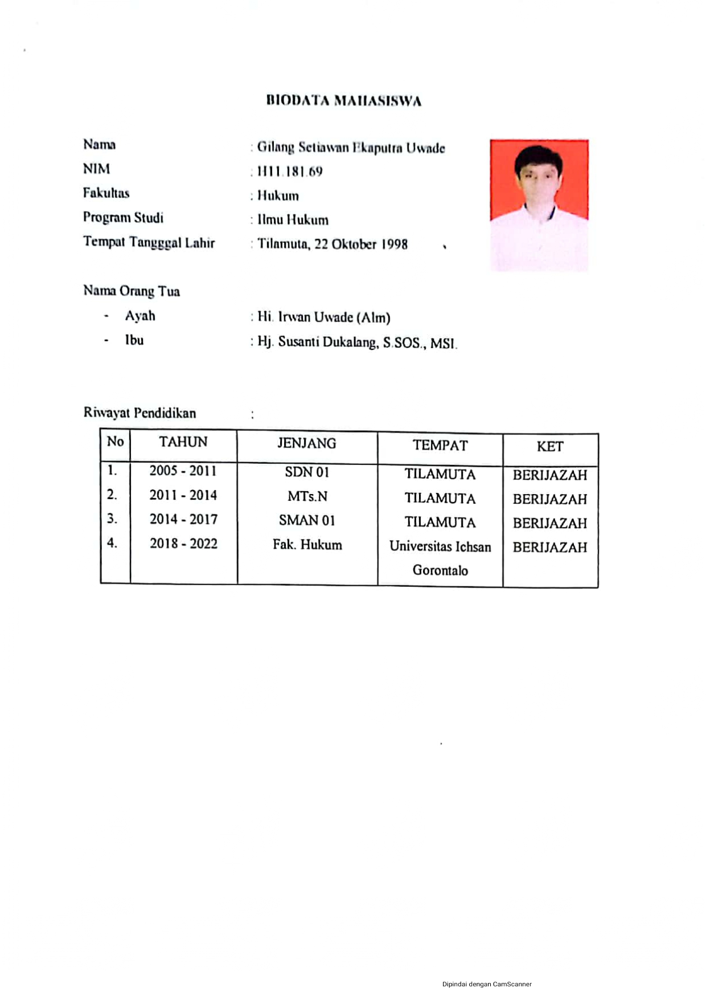 BIODATA MAHASISWA
Nama : Gilang Setiawan Ekaputra Uwade
NIM : H11.181.69
Fakultas : Hukum
Program Studi : Ilmu Hukum
Tempat Tangggal Lahir : Tilamuta, 22 Oktober 1998
Nama Orang Tua
- Ayah : Hi. Irwan Uwade (Alm)
- Ibu : Hj. Susanti Dukalang, S.SOS., MSI.
Riwayat Pendidikan :
No TAHUN JENJANG TEMPAT KET
1. 2005 - 2011 SDN 01 TILAMUTA BERIJAZAH
2. 2011 - 2014 MTs.N TILAMUTA BERIJAZAH
3. 2014 - 2017 SMAN 01 TILAMUTA BERIJAZAH
4. 2018 - 2022 Fak. Hukum Universitas Ichsan BERIJAZAH
Gorontalo
Dipindai dengan CamScanner